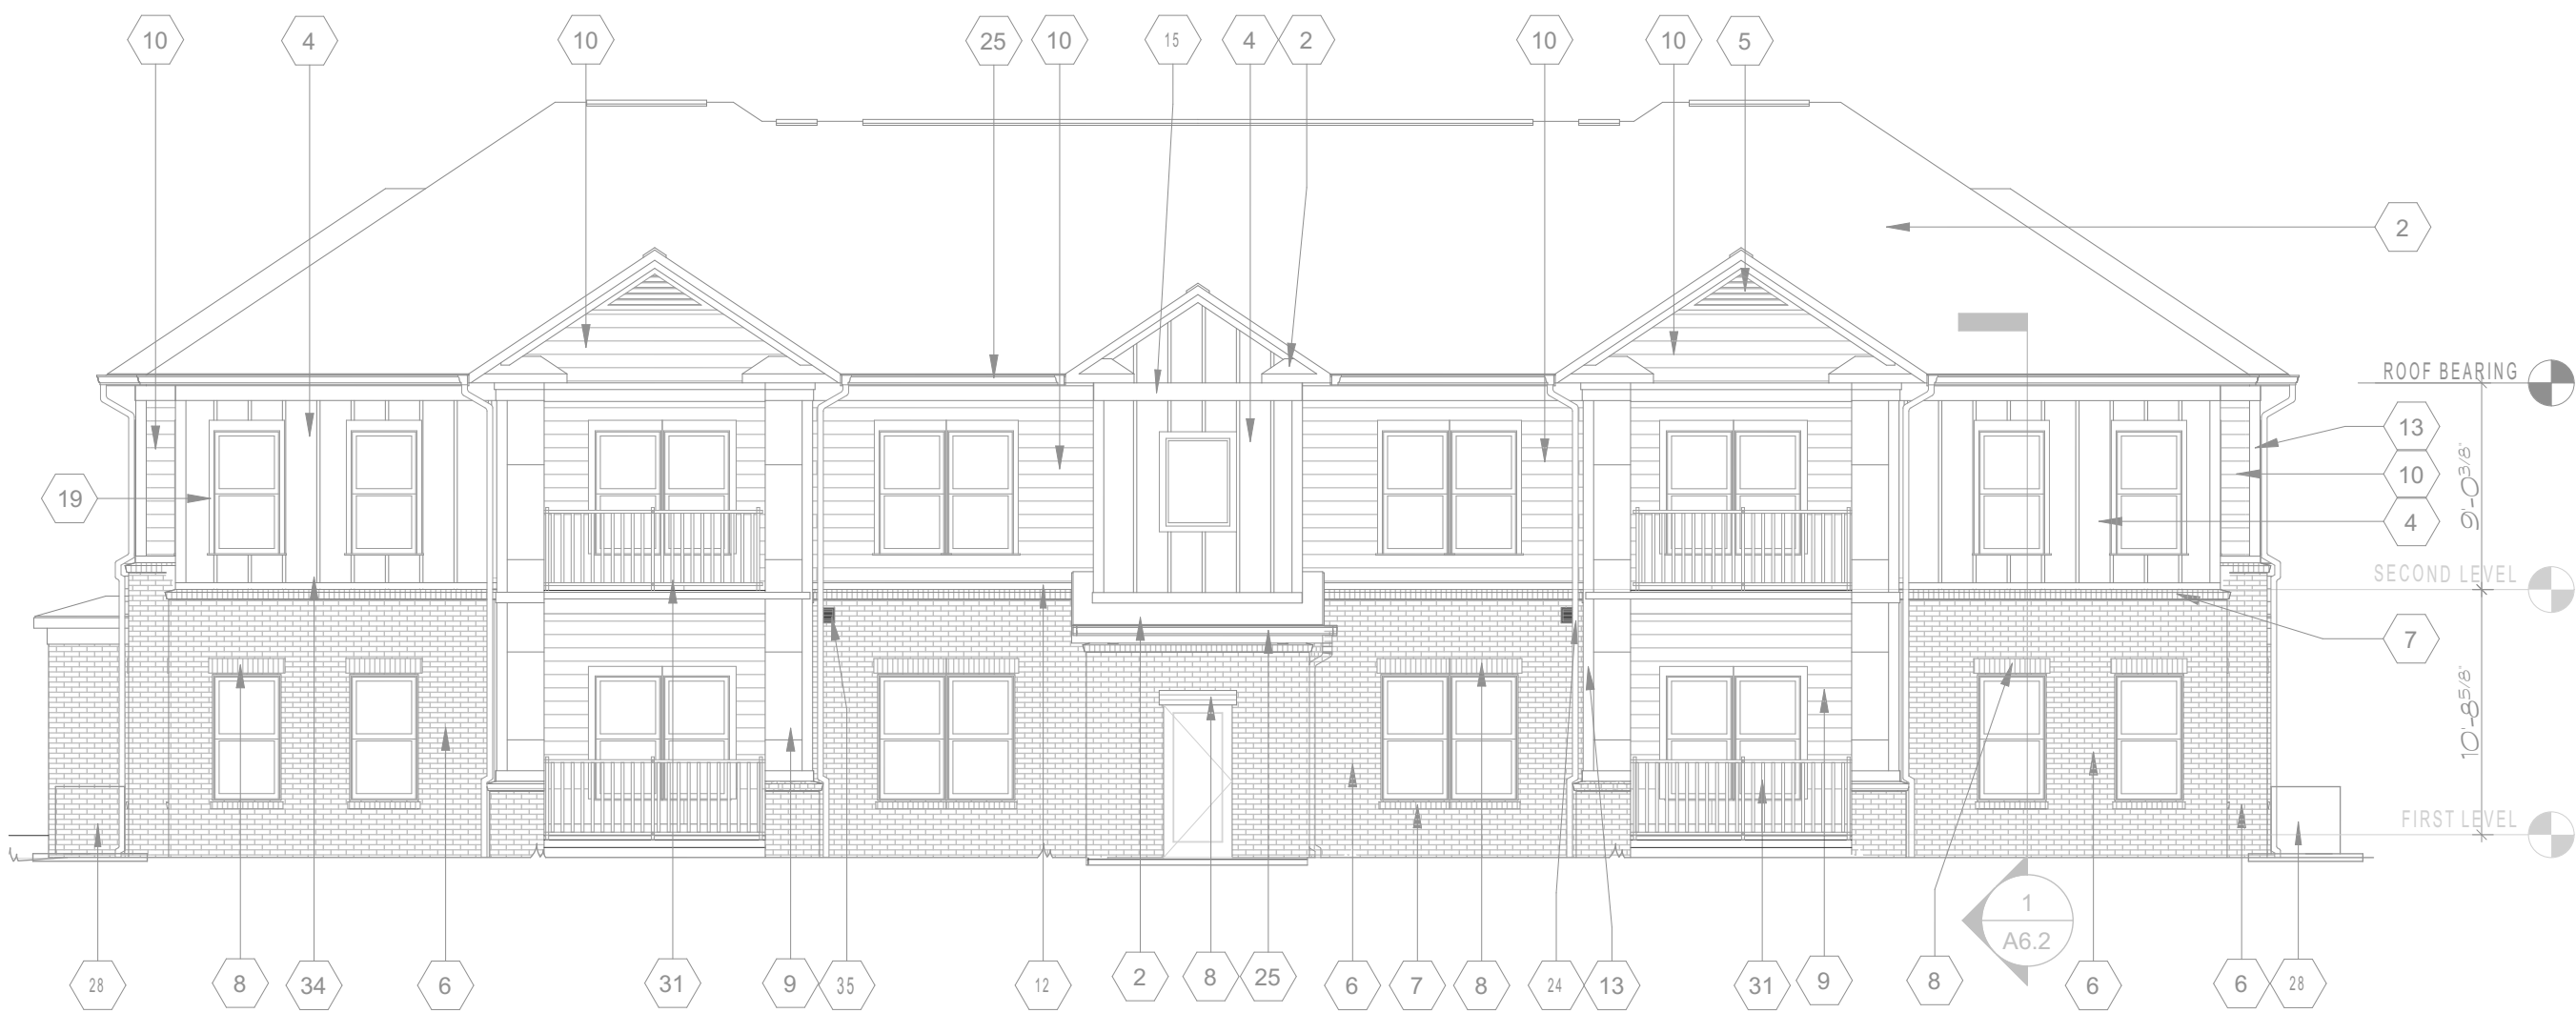 10 4 10 25 10 15 4 2 10 10 5
2
ROOF BEARING
13
10
9'-0 3/8"
19
4
SECOND LEVEL
7
10'-8 5/8"
FIRST LEVEL
1
A6.2
28 8 34 6 31 9 35 12 2 8 25 6 7 8 24 13 31 9 8 6 6 28